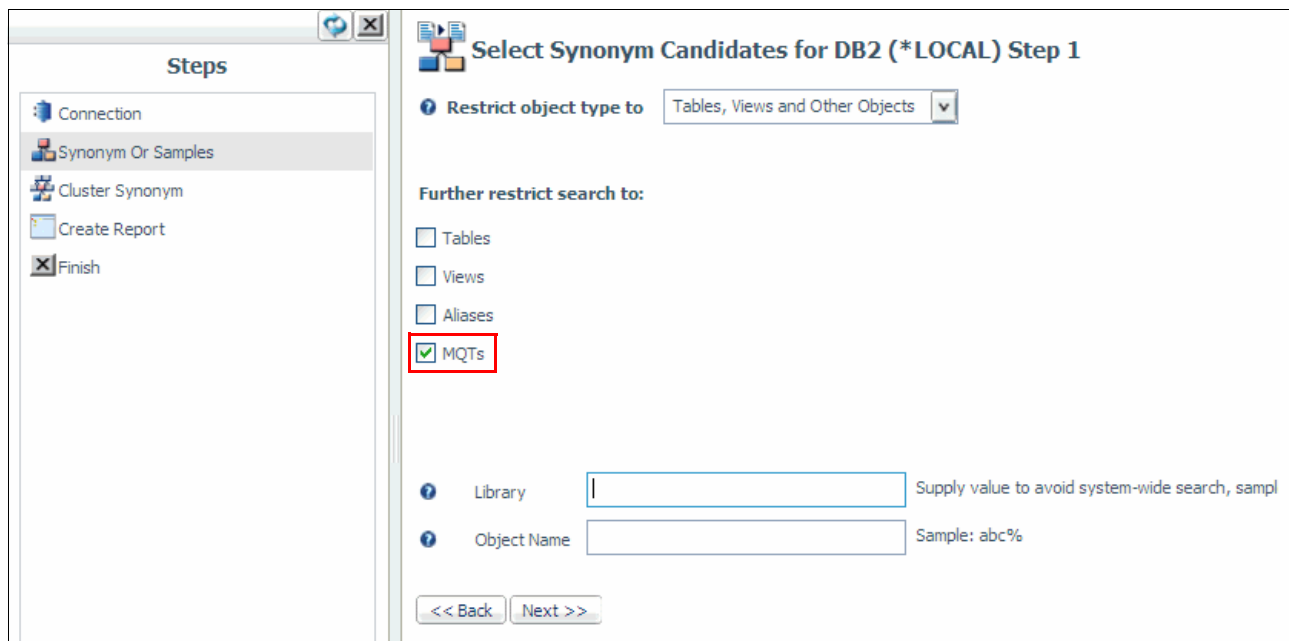 Steps
Connection
Synonym Or Samples
Cluster Synonym
Create Report
Finish
Select Synonym Candidates for DB2 (*LOCAL) Step 1
Restrict object type to Tables, Views and Other Objects
Further restrict search to:
Tables
Views
Aliases
MQTs
Library Supply value to avoid system-wide search, sampl
Object Name Sample: abc%
<< Back Next >>